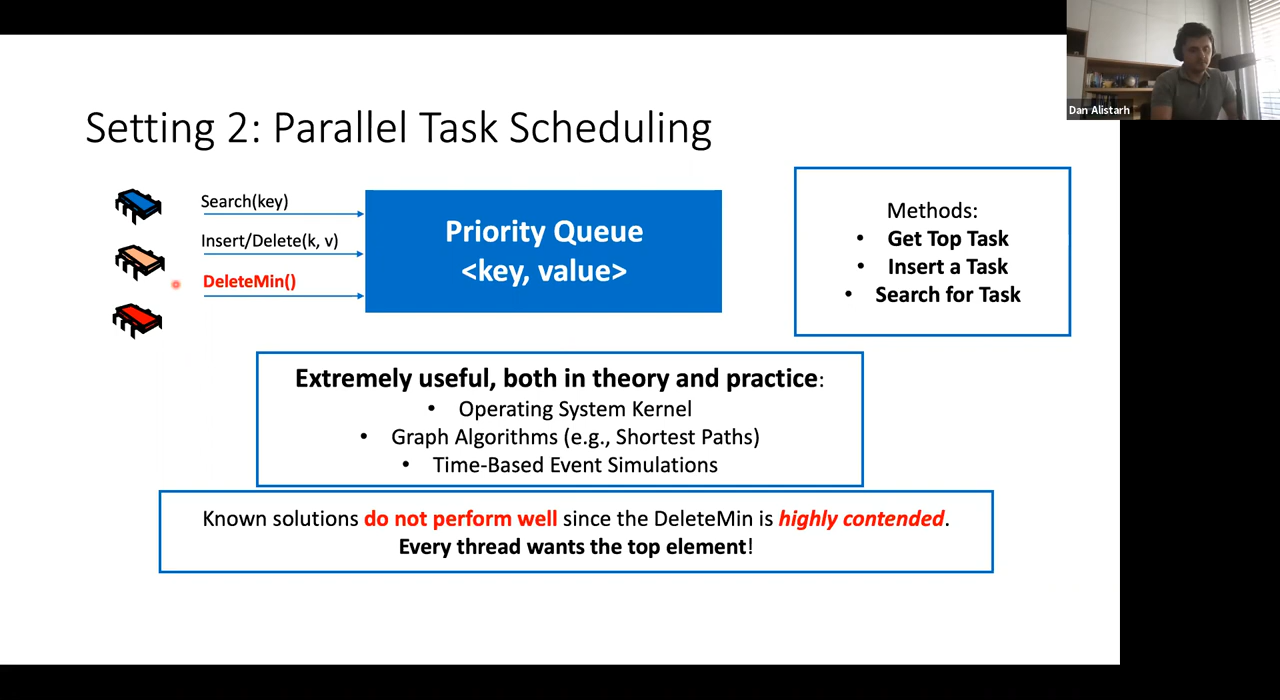 Dan Alistarh
Setting 2: Parallel Task Scheduling
Search(key)
Insert/Delete(k, v)
DeleteMin()
Priority Queue
<key, value>
Methods:
• Get Top Task
• Insert a Task
• Search for Task
Extremely useful, both in theory and practice:
• Operating System Kernel
• Graph Algorithms (e.g., Shortest Paths)
• Time-Based Event Simulations
Known solutions do not perform well since the DeleteMin is highly contended.
Every thread wants the top element!